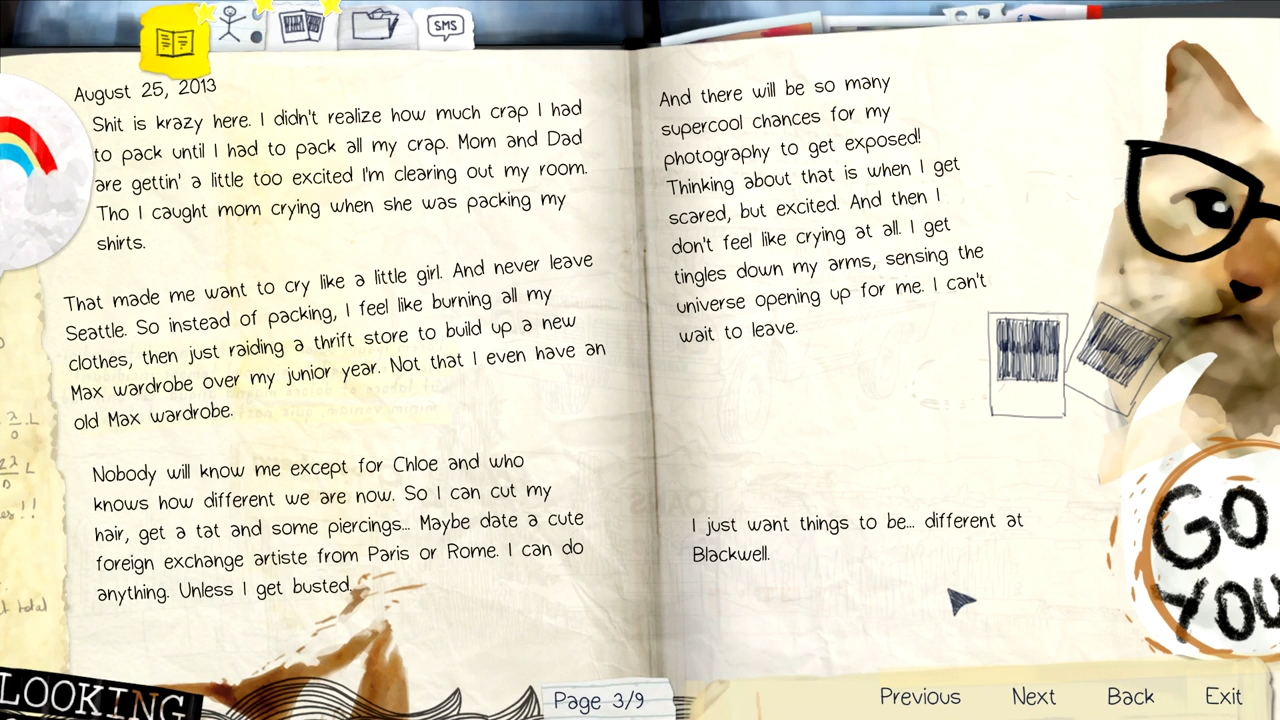 SMS
August 25, 2013
Shit is krazy here. I didn't realize how much crap I had
to pack until I had to pack all my crap. Mom and Dad
are gettin' a little too excited I'm clearing out my room.
Tho I caught mom crying when she was packing my
shirts.
That made me want to cry like a little girl. And never leave
Seattle. So instead of packing, I feel like burning all my
clothes, then just raiding a thrift store to build up a new
Max wardrobe over my junior year. Not that I even have an
old Max wardrobe.
Nobody will know me except for Chloe and who
knows how different we are now. So I can cut my
hair, get a tat and some piercings... Maybe date a cute
foreign exchange artiste from Paris or Rome. I can do
anything. Unless I get busted.
And there will be so many
supercool chances for my
photography to get exposed!
Thinking about that is when I get
scared, but excited. And then I
don't feel like crying at all. I get
tingles down my arms, sensing the
universe opening up for me. I can't
wait to leave.
I just want things to be... different at
Blackwell.
GO
YOU
LOOKING
Page 3/9
Previous Next Back Exit